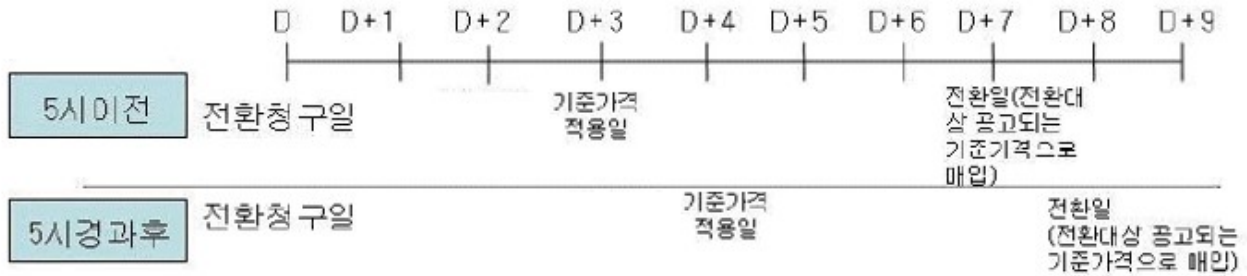 D D+1 D+2 D+3 D+4 D+5 D+6 D+7 D+8 D+9
5시이전
전환청구일
기준가격
적용일
전환일(전환대
상 공고되는
기준가격으로
매입)
5시경과후
전환청구일
기준가격
적용일
전환일
(전환대상 공고되는
기준가격으로 매입)